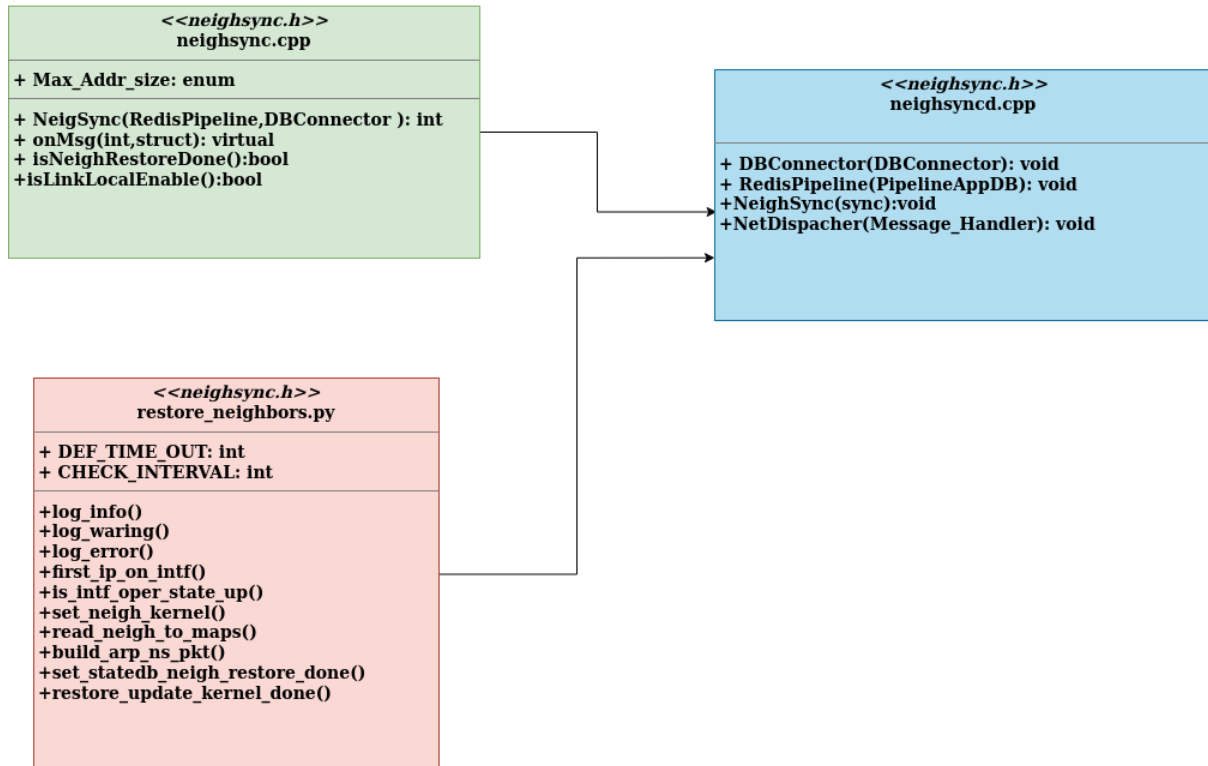 <<neighsync.h>>
neighsync.cpp
+ Max_Addr_size: enum
+ NeigSync(RedisPipeline,DBConnector ): int
+ onMsg(int,struct): virtual
+ isNeighRestoreDone():bool
+isLinkLocalEnable():bool
<<neighsync.h>>
neighsyncd.cpp
+ DBConnector(DBConnector): void
+ RedisPipeline(PipelineAppDB): void
+NeighSync(sync):void
+NetDispacher(Message_Handler): void
<<neighsync.h>>
restore_neighbors.py
+ DEF_TIME_OUT: int
+ CHECK_INTERVAL: int
+log_info()
+log_waring()
+log_error()
+first_ip_on_intf()
+is_intf_oper_state_up()
+set_neigh_kernel()
+read_neigh_to_maps()
+build_arp_ns_pkt()
+set_statedb_neigh_restore_done()
+restore_update_kernel_done()